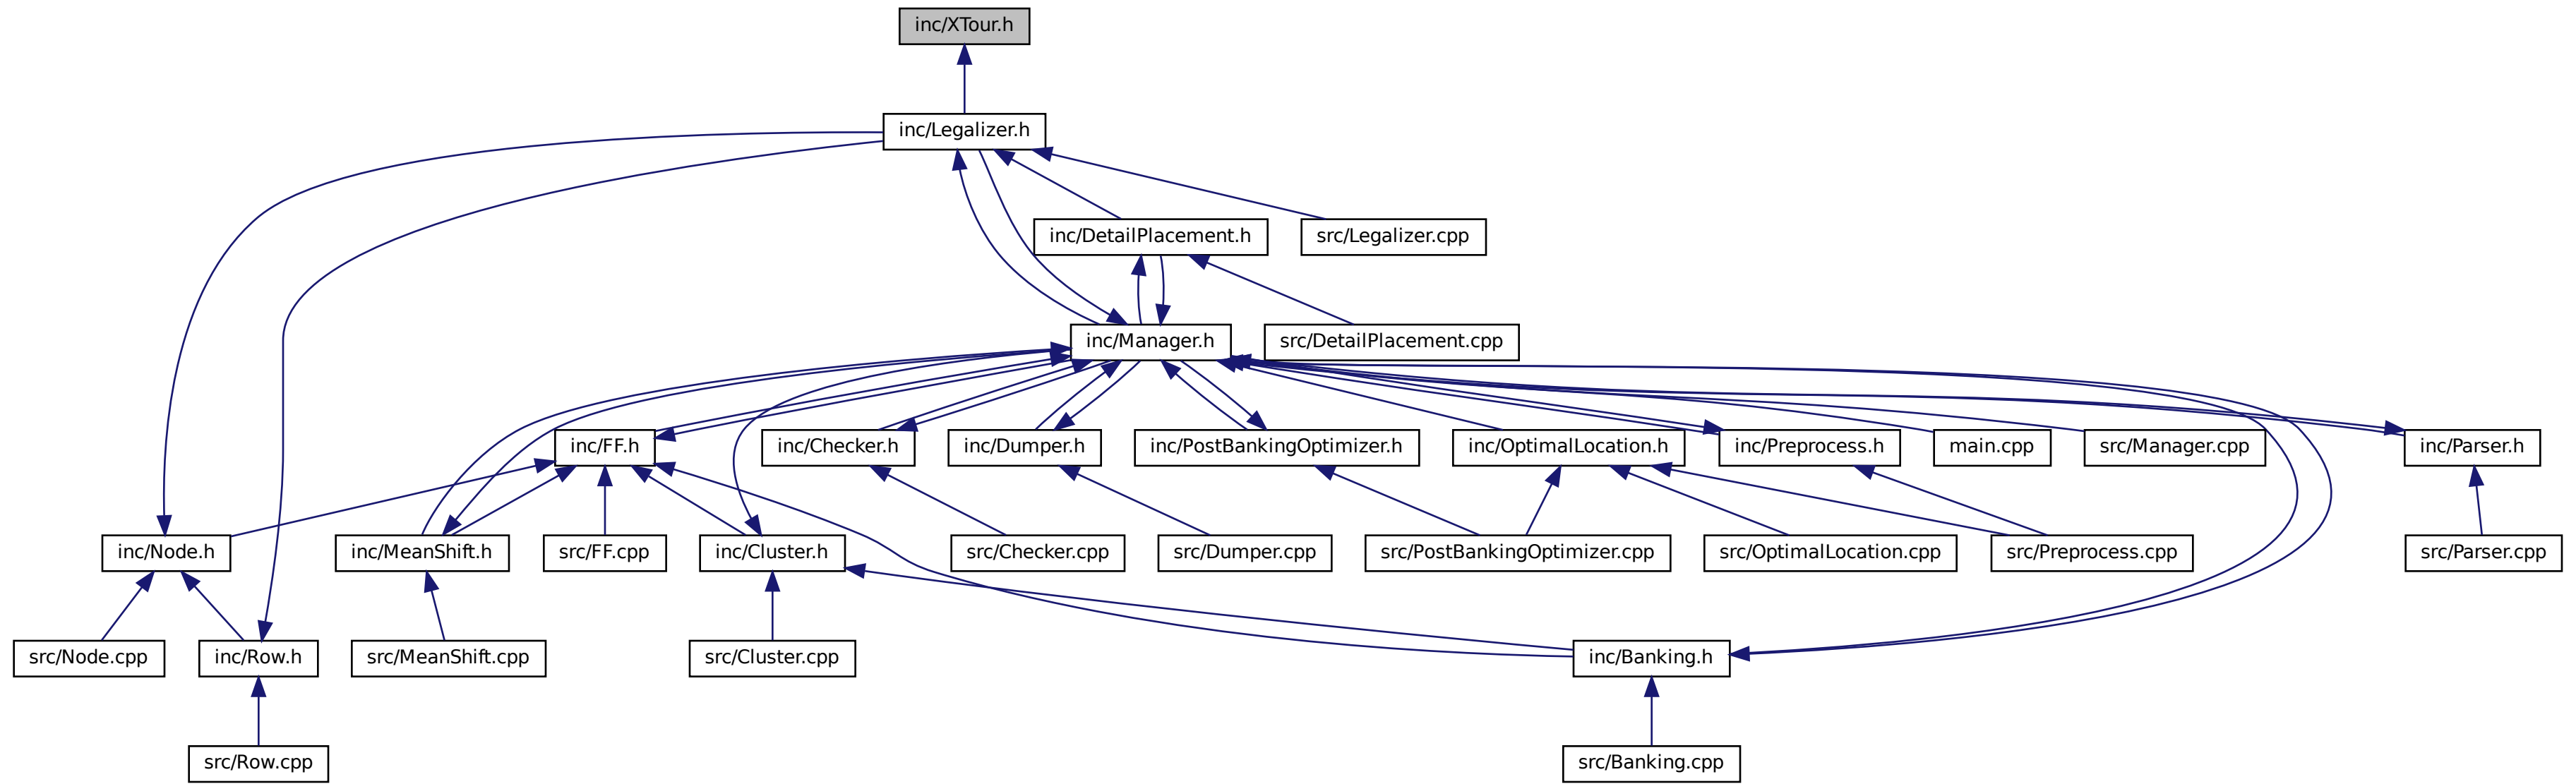 inc/XTour.h
inc/Legalizer.h
inc/DetailPlacement.h
src/Legalizer.cpp
inc/Manager.h
src/DetailPlacement.cpp
inc/FF.h
inc/Checker.h
inc/Dumper.h
inc/PostBankingOptimizer.h
inc/OptimalLocation.h
inc/Preprocess.h
main.cpp
src/Manager.cpp
inc/Parser.h
inc/Node.h
inc/MeanShift.h
src/FF.cpp
inc/Cluster.h
src/Checker.cpp
src/Dumper.cpp
src/PostBankingOptimizer.cpp
src/OptimalLocation.cpp
src/Preprocess.cpp
src/Parser.cpp
src/Node.cpp
inc/Row.h
src/MeanShift.cpp
src/Cluster.cpp
inc/Banking.h
src/Row.cpp
src/Banking.cpp